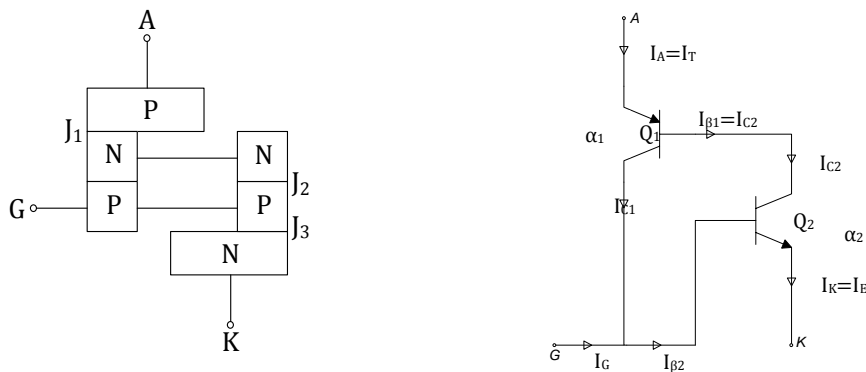 A
P
J1
N N
J2
G P P
J3
N
K
A
IA=IT
α1 Q1 Iβ1=IC2
IC2
IC1
Q2 α2
IK=IE
G IG Iβ2 K